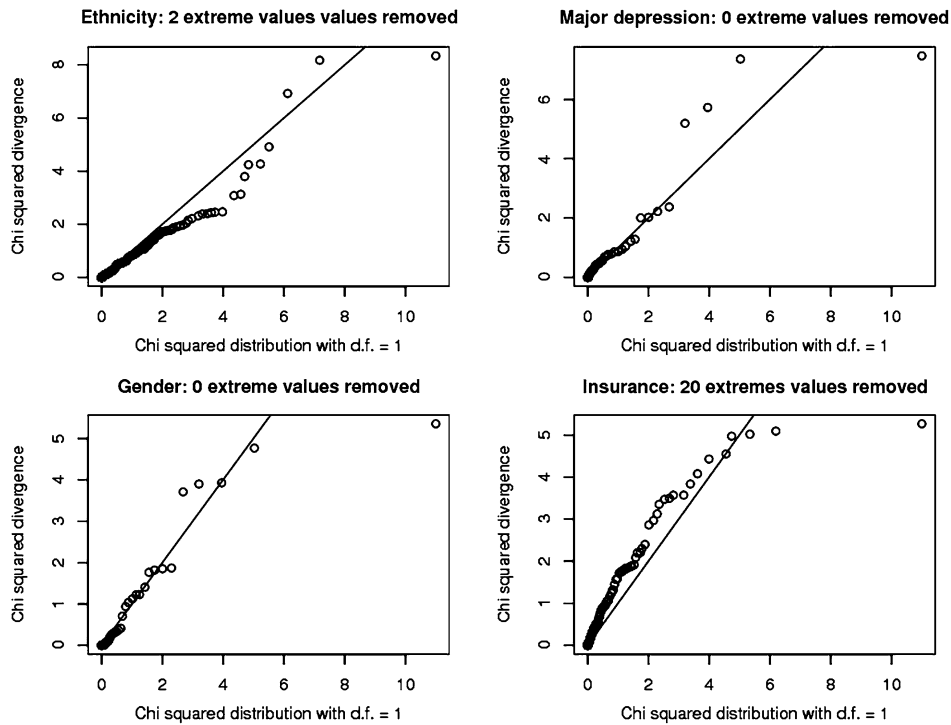 Ethnicity: 2 extreme values values removed
Chi squared divergence
8
6
4
2
0
0 2 4 6 8 10
Chi squared distribution with d.f. = 1
Major depression: 0 extreme values removed
Chi squared divergence
6
4
2
0
0 2 4 6 8 10
Chi squared distribution with d.f. = 1
Gender: 0 extreme values removed
Chi squared divergence
5
4
3
2
1
0
0 2 4 6 8 10
Chi squared distribution with d.f. = 1
Insurance: 20 extremes values removed
Chi squared divergence
5
4
3
2
1
0
0 2 4 6 8 10
Chi squared distribution with d.f. = 1